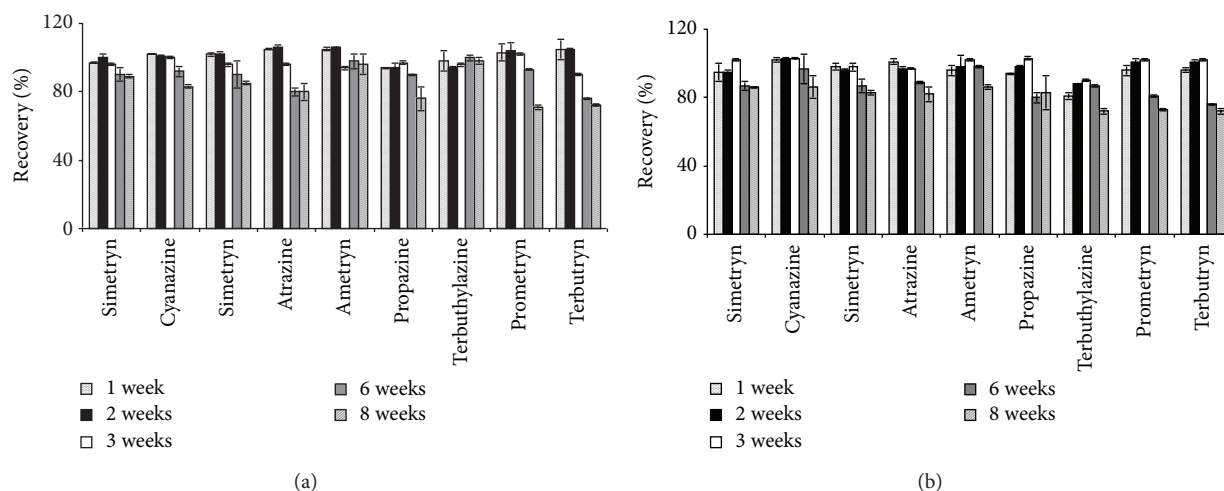 120
80
40
0
Recovery (%)
Simetryn
Cyanazine
Simetryn
Atrazine
Ametryn
Propazine
Terbuthylazine
Prometryn
Terbutryn
1 week
2 weeks
3 weeks
6 weeks
8 weeks
(a)
120
80
40
0
Recovery (%)
Simetryn
Cyanazine
Simetryn
Atrazine
Ametryn
Propazine
Terbuthylazine
Prometryn
Terbutryn
1 week
2 weeks
3 weeks
6 weeks
8 weeks
(b)